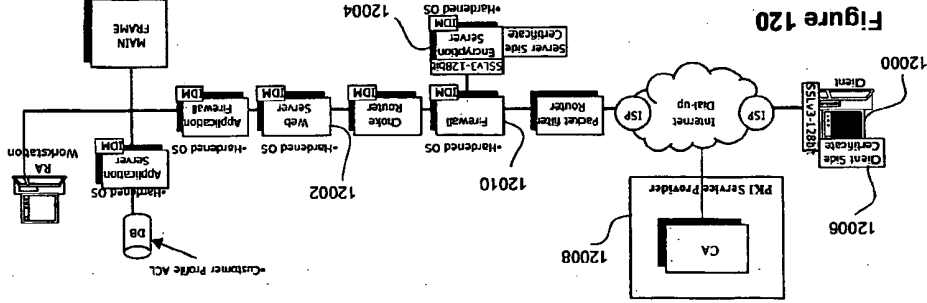 Figure 120
12000
Client
SSLv3-128bit
Client Side
Certificate
12006
ISP
Internet
Dial-up
ISP
PKI Service Provider
CA
12008
Packet filter
Router
•Hardened OS
Firewall
IDM
12010
SSLv3-128bit
Server Side
Certificate
Encryption
Server
IDM
•Hardened OS
12004
Choke
Router
IDM
•Hardened OS
Web
Server
IDM
12002
•Hardened OS
Application
Firewall
IDM
MAIN
FRAME
•Hardened OS
Application
Server
IDM
RA
Workstation
DB
•Customer Profile ACL